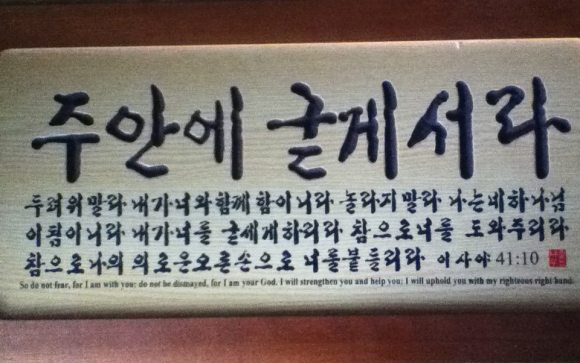 주안에 굳게서라
두려워말라 내가너와함께 함이니라 놀라지말라 나는네하나님
이됨이니라 내가너를 굳세게하리라 참으로너를 도와주리라
참으로나의 의로운오른손으로 너를붙들리라 이사야 41:10
So do not fear, for I am with you; do not be dismayed, for I am your God. I will strengthen you and help you; I will uphold you with my righteous right hand.